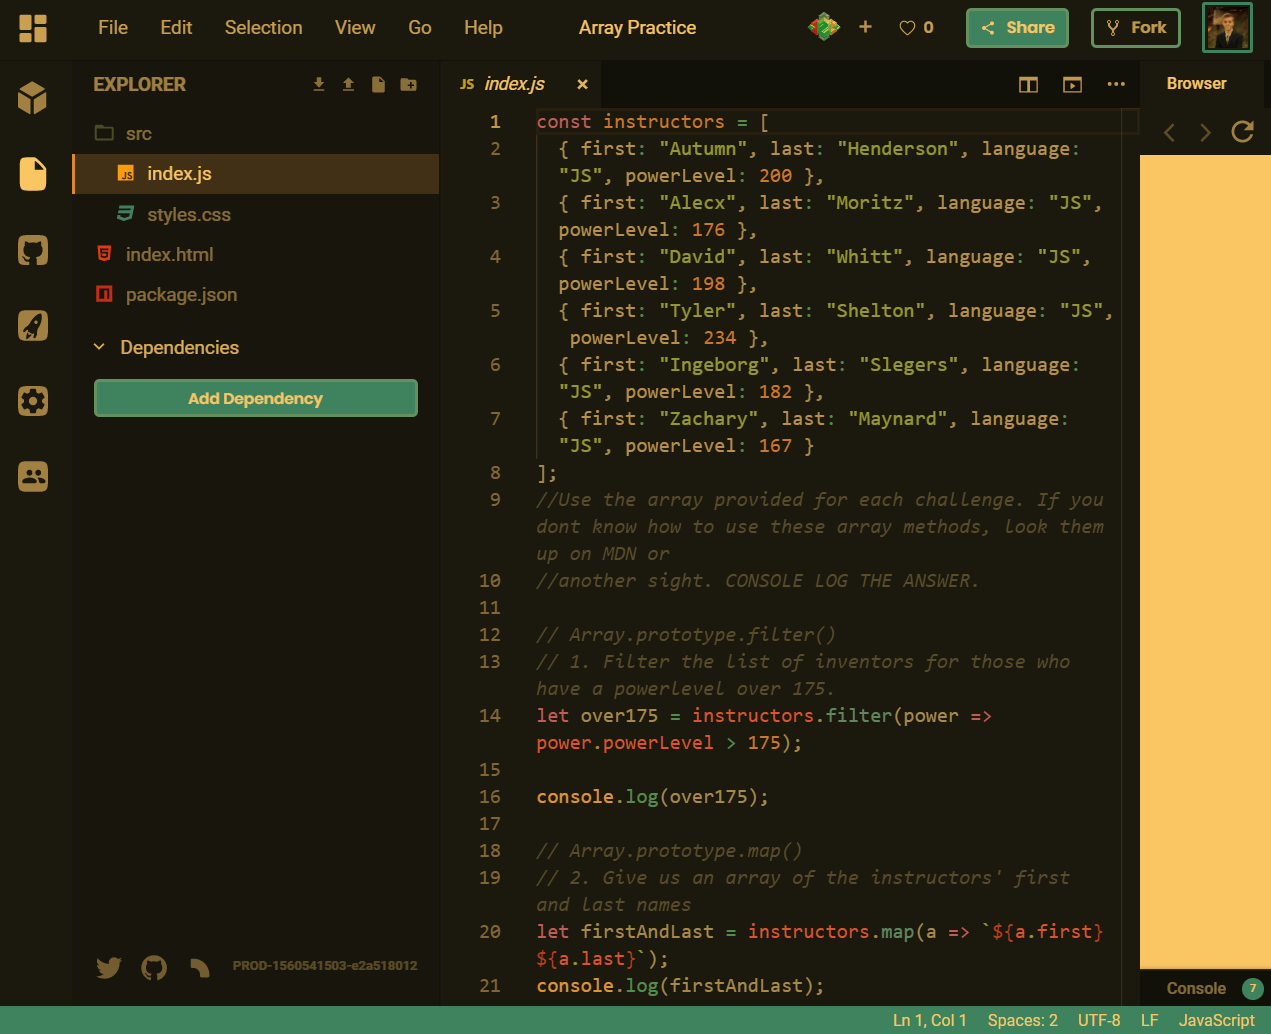 File Edit Selection View Go Help Array Practice + 0 Share Fork
EXPLORER
src
index.js
styles.css
index.html
package.json
Dependencies
Add Dependency
PROD-1560541503-e2a518012
JS index.js ×
1 const instructors = [
2 { first: "Autumn", last: "Henderson", language:
"JS", powerLevel: 200 },
3 { first: "Alecx", last: "Moritz", language: "JS",
powerLevel: 176 },
4 { first: "David", last: "Whitt", language: "JS",
powerLevel: 198 },
5 { first: "Tyler", last: "Shelton", language: "JS",
powerLevel: 234 },
6 { first: "Ingeborg", last: "Slegers", language:
"JS", powerLevel: 182 },
7 { first: "Zachary", last: "Maynard", language:
"JS", powerLevel: 167 }
8 ];
9 //Use the array provided for each challenge. If you
dont know how to use these array methods, look them
up on MDN or
10 //another sight. CONSOLE LOG THE ANSWER.
11
12 // Array.prototype.filter()
13 // 1. Filter the list of inventors for those who
have a powerlevel over 175.
14 let over175 = instructors.filter(power =>
power.powerLevel > 175);
15
16 console.log(over175);
17
18 // Array.prototype.map()
19 // 2. Give us an array of the instructors' first
and last names
20 let firstAndLast = instructors.map(a => `${a.first}
${a.last}`);
21 console.log(firstAndLast);
Browser
Console 7
Ln 1, Col 1 Spaces: 2 UTF-8 LF JavaScript